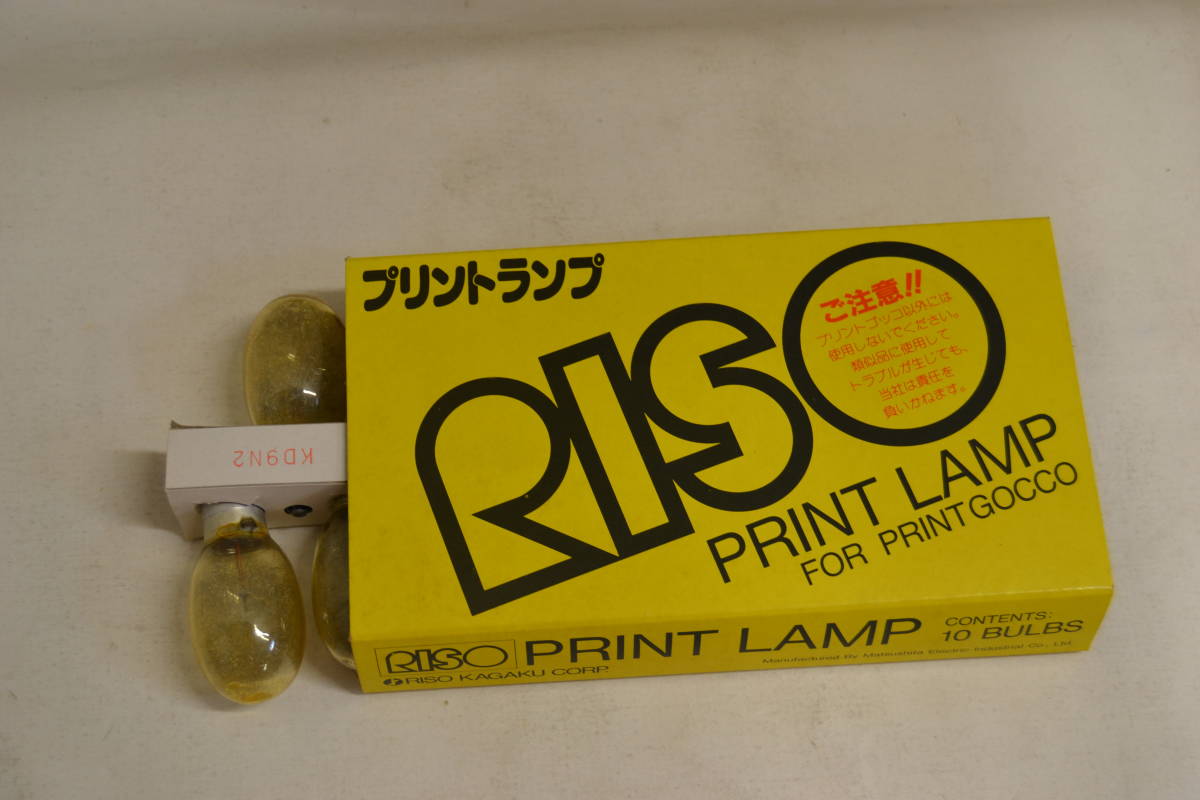 プリントランプ
RISO
ご注意!!
プリントゴッコ以外には
使用しないでください。
類似品に使用して
トラブルが生じても、
当社は責任を
負いかねます。
PRINT LAMP
FOR PRINT GOCCO
KD9N2
RISO PRINT LAMP
CONTENTS:
10 BULBS
RISO KAGAKU CORP.
Manufactured By Matsushita Electric Industrial Co., Ltd.